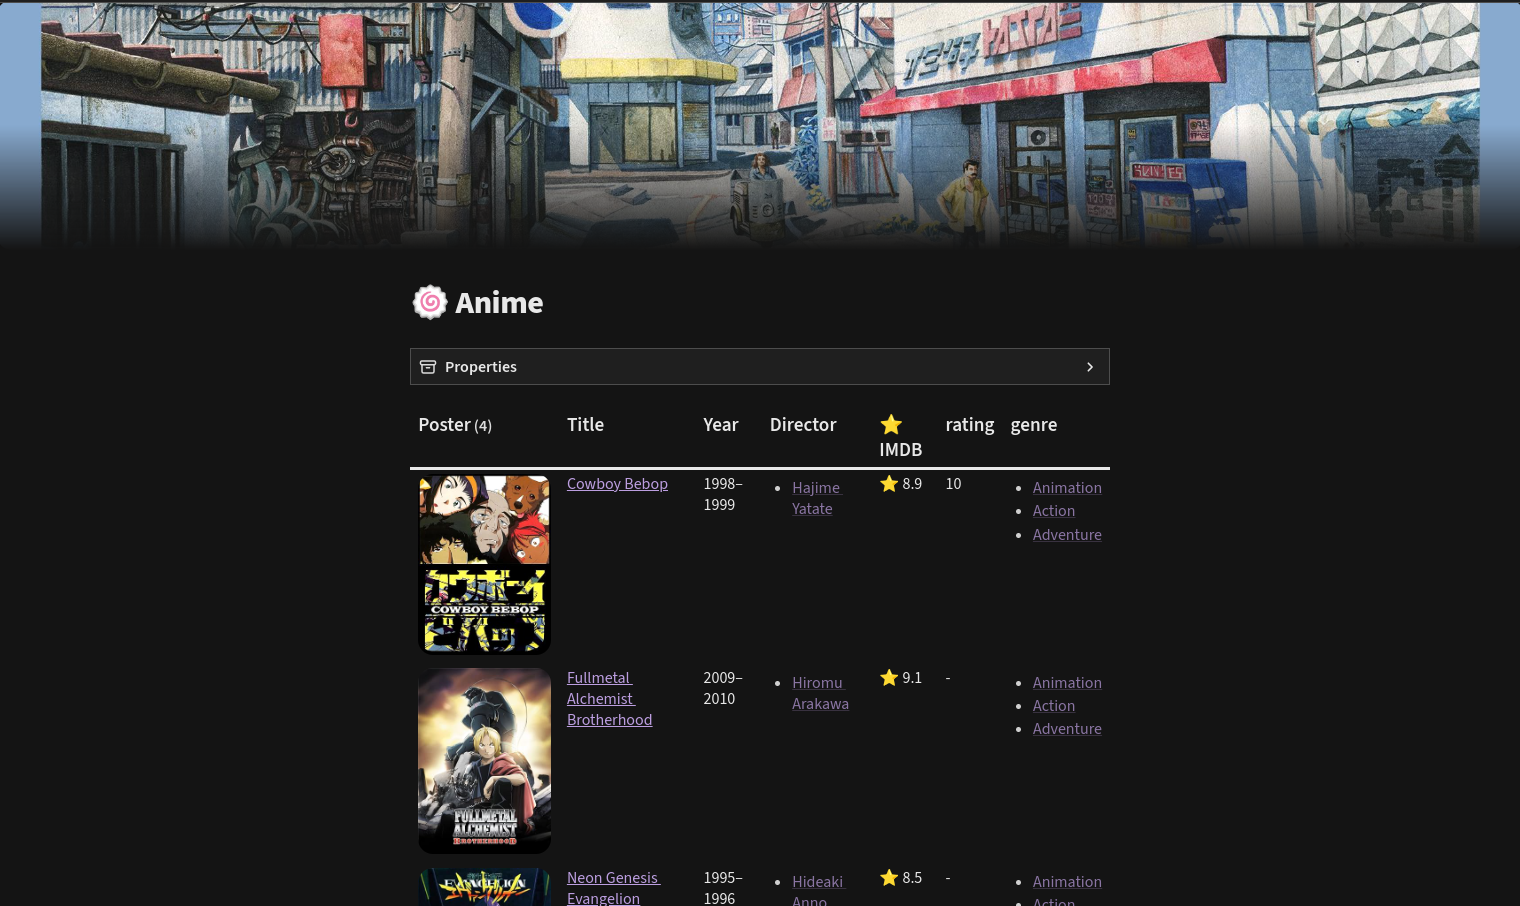 Anime
Properties
Poster (4)
Title
Year
Director
⭐ IMDB
rating
genre
COWBOY BEBOP
Cowboy Bebop
1998–
1999
Hajime
Yatate
⭐ 8.9
10
Animation
Action
Adventure
FULLMETAL
ALCHEMIST
BROTHERHOOD
Fullmetal
Alchemist
Brotherhood
2009–
2010
Hiromu
Arakawa
⭐ 9.1
-
Animation
Action
Adventure
EVANGELION
Neon Genesis
Evangelion
1995–
1996
Hideaki
Anno
⭐ 8.5
-
Animation
Action